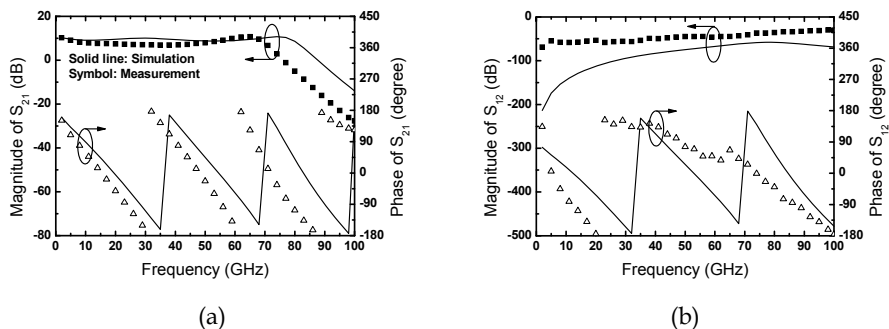 20
0
-20
-40
-60
-80
450
360
270
180
90
0
-90
-180
Solid line: Simulation
Symbol: Measurement
Magnitude of S21 (dB)
Phase of S21 (degree)
0 10 20 30 40 50 60 70 80 90 100
Frequency (GHz)
(a)
0
-100
-200
-300
-400
-500
450
360
270
180
90
0
-90
-180
Magnitude of S12 (dB)
Phase of S12 (degree)
0 10 20 30 40 50 60 70 80 90 100
Frequency (GHz)
(b)